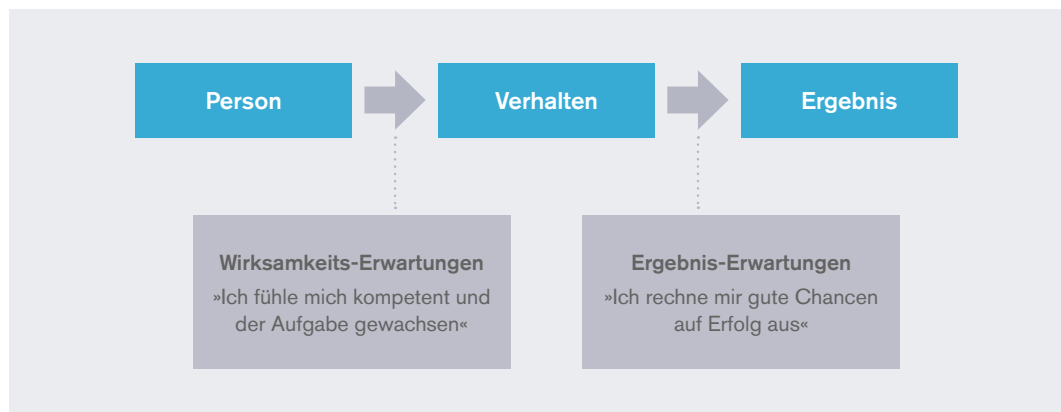 Person
Verhalten
Ergebnis
Wirksamkeits-Erwartungen
»Ich fühle mich kompetent und
der Aufgabe gewachsen«
Ergebnis-Erwartungen
»Ich rechne mir gute Chancen
auf Erfolg aus«